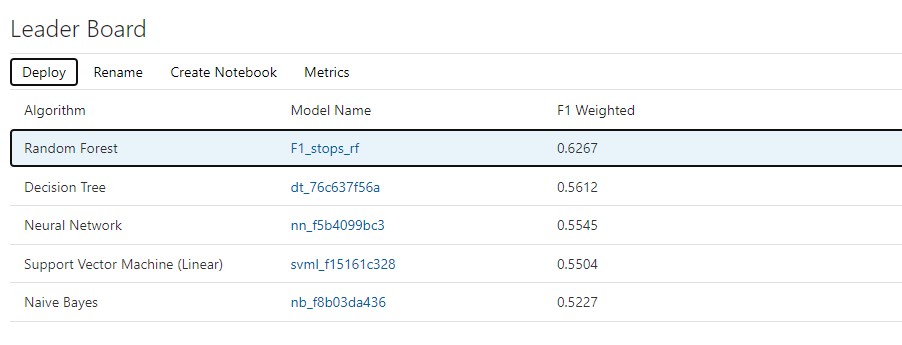 Leader Board
Deploy Rename Create Notebook Metrics
Algorithm Model Name F1 Weighted
Random Forest F1_stops_rf 0.6267
Decision Tree dt_76c637f56a 0.5612
Neural Network nn_f5b4099bc3 0.5545
Support Vector Machine (Linear) svml_f15161c328 0.5504
Naive Bayes nb_f8b03da436 0.5227